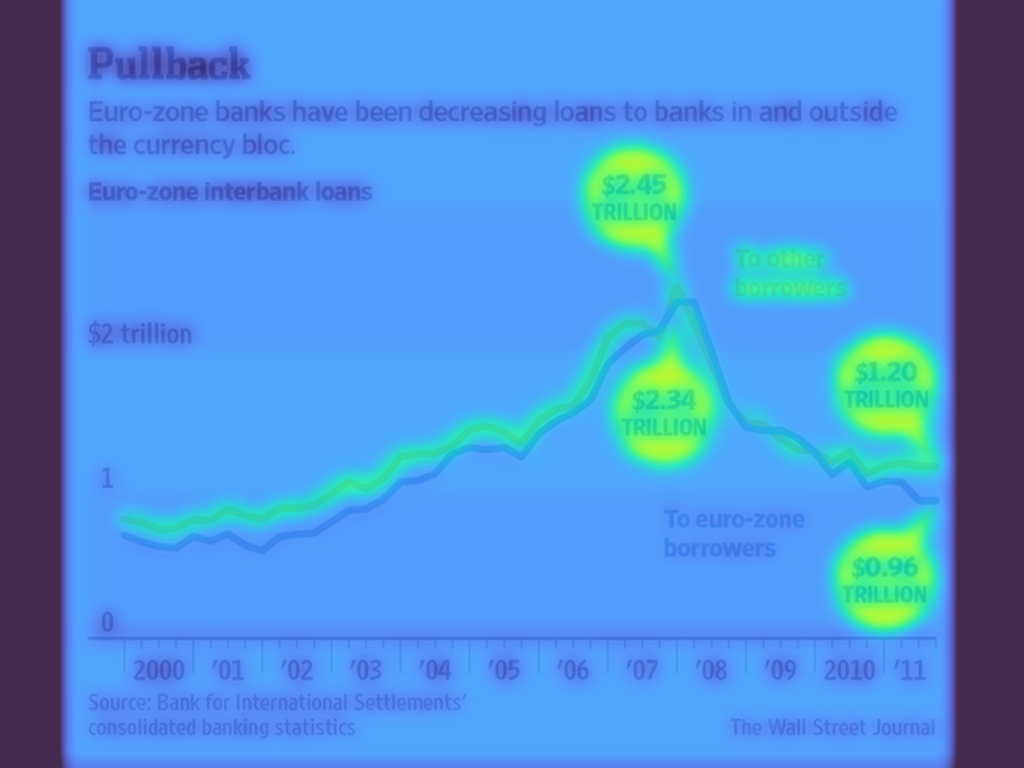 Pullback
Euro-zone banks have been decreasing loans to banks in and outside
the currency bloc.
Euro-zone interbank loans
$2.45
TRILLION
To other
borrowers
$2 trillion
$1.20
TRILLION
$2.34
TRILLION
1
To euro-zone
borrowers
$0.96
TRILLION
0
2000 '01 '02 '03 '04 '05 '06 '07 '08 '09 2010 '11
Source: Bank for International Settlements'
consolidated banking statistics
The Wall Street Journal